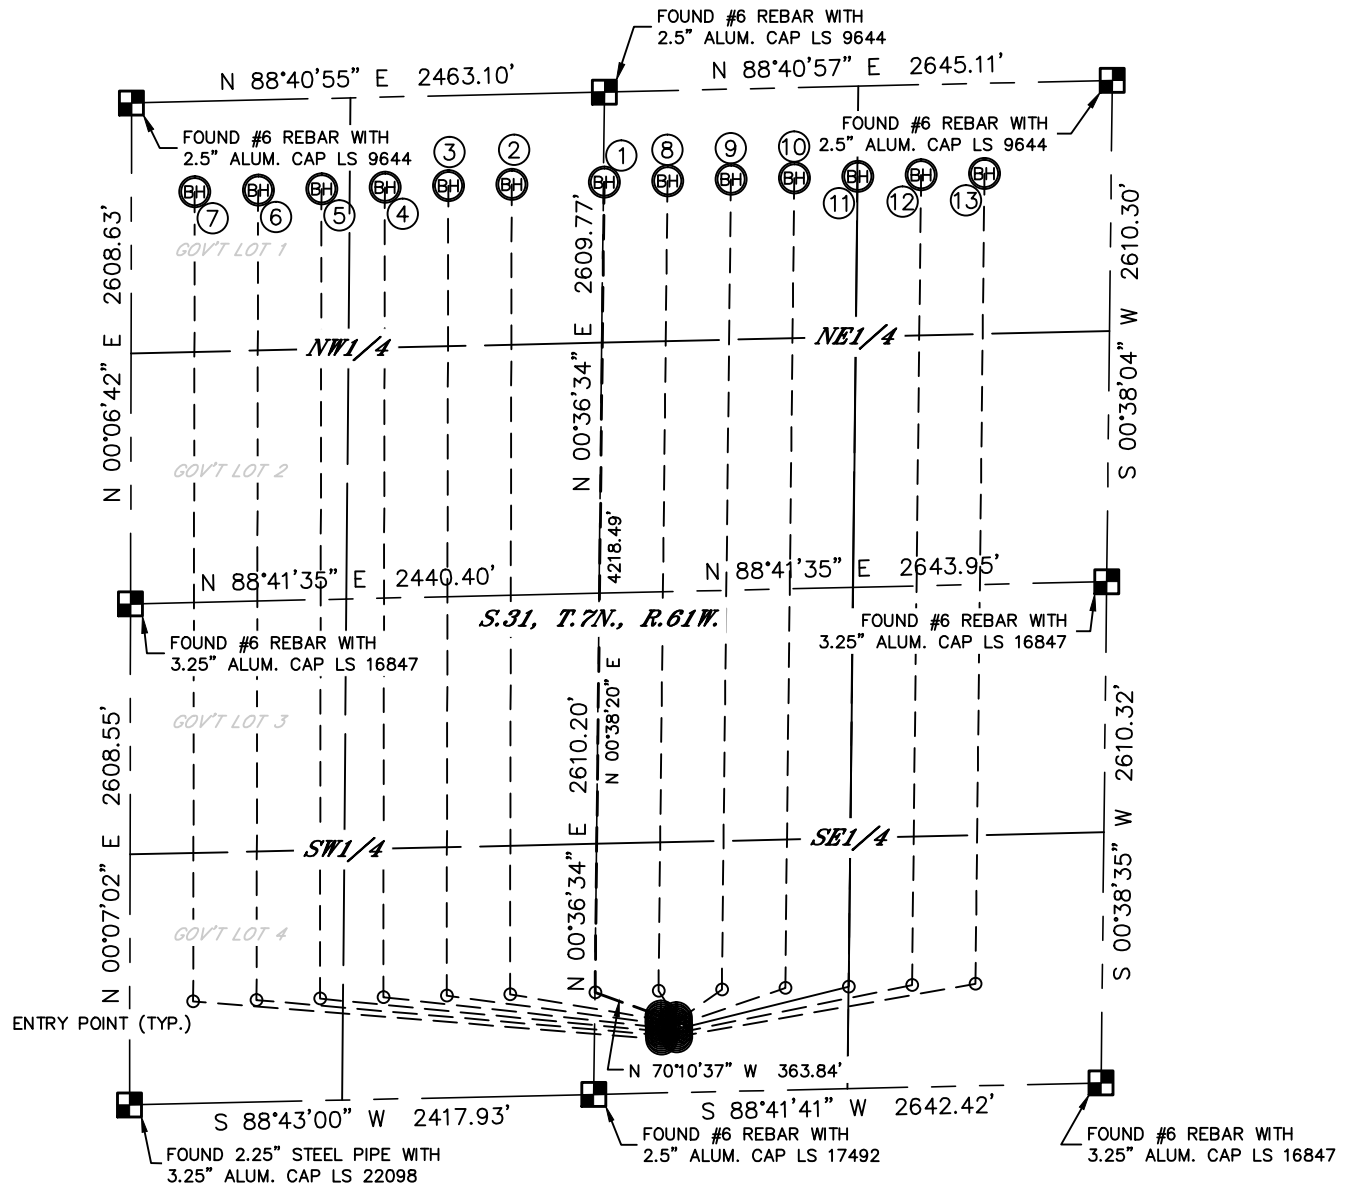 FOUND #6 REBAR WITH
2.5" ALUM. CAP LS 9644
N 88°40'55" E 2463.10'
N 88°40'57" E 2645.11'
FOUND #6 REBAR WITH
2.5" ALUM. CAP LS 9644
FOUND #6 REBAR WITH
2.5" ALUM. CAP LS 9644
3
2
1
8
9
10
BH
BH
BH
BH
BH
BH
BH
BH
BH
BH
BH
BH
BH
7
6
5
4
11
12
13
GOV'T LOT 1
N 00°06'42" E 2608.63'
N 00°36'34" E 2609.77'
S 00°38'04" W 2610.30'
NW1/4
NE1/4
GOV'T LOT 2
4218.49'
N 88°41'35" E 2440.40'
N 88°41'35" E 2643.95'
S.31, T.7N., R.61W.
FOUND #6 REBAR WITH
3.25" ALUM. CAP LS 16847
FOUND #6 REBAR WITH
3.25" ALUM. CAP LS 16847
N 00°38'20" E
GOV'T LOT 3
N 00°07'02" E 2608.55'
N 00°36'34" E 2610.20'
S 00°38'35" W 2610.32'
SW1/4
SE1/4
GOV'T LOT 4
ENTRY POINT (TYP.)
N 70°10'37" W 363.84'
S 88°43'00" W 2417.93'
S 88°41'41" W 2642.42'
FOUND 2.25" STEEL PIPE WITH
3.25" ALUM. CAP LS 22098
FOUND #6 REBAR WITH
2.5" ALUM. CAP LS 17492
FOUND #6 REBAR WITH
3.25" ALUM. CAP LS 16847